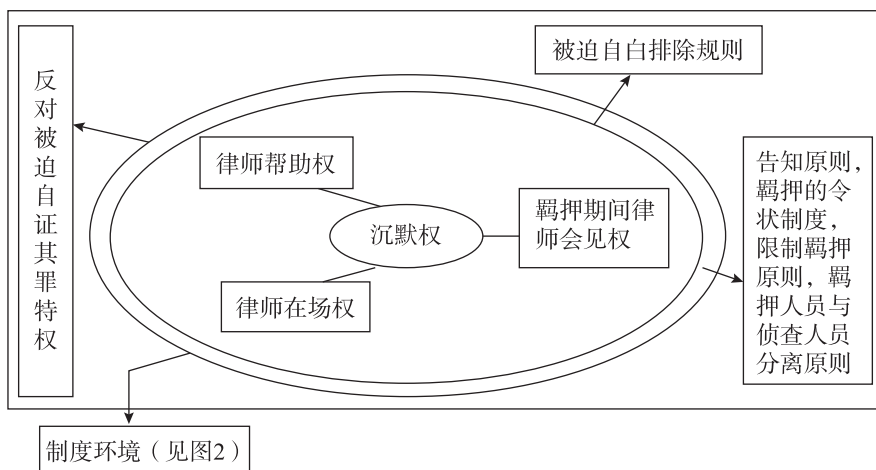 反对被迫自证其罪特权
被迫自白排除规则
律师帮助权
沉默权
羁押期间律
师会见权
律师在场权
告知原则，
羁押的令
状制度，
限制羁押
原则，羁
押人员与
侦查人员
分离原则
制度环境（见图2）